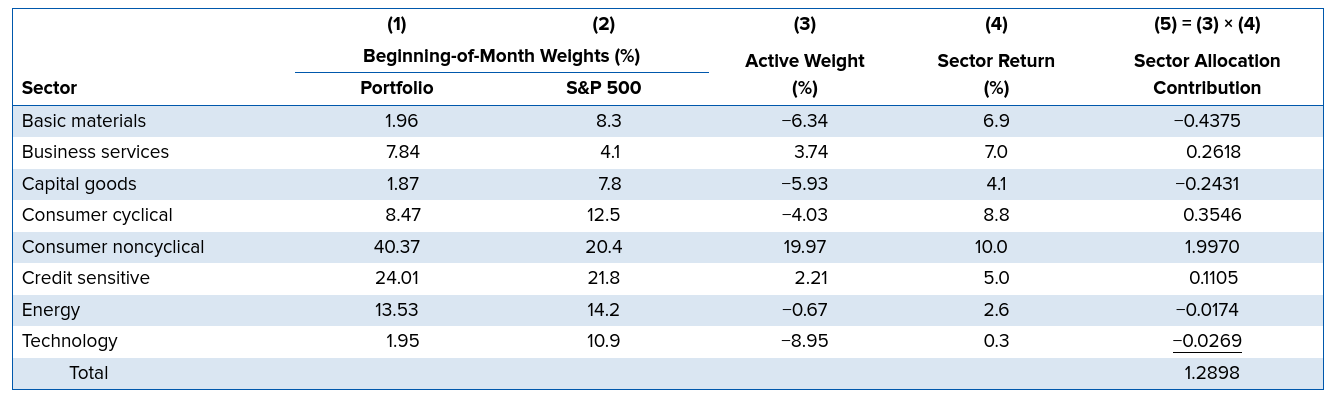 (1) (2) (3) (4) (5) = (3) × (4)
Beginning-of-Month Weights (%) Active Weight Sector Return Sector Allocation
Sector Portfolio S&P 500 (%) (%) Contribution
Basic materials 1.96 8.3 −6.34 6.9 −0.4375
Business services 7.84 4.1 3.74 7.0 0.2618
Capital goods 1.87 7.8 −5.93 4.1 −0.2431
Consumer cyclical 8.47 12.5 −4.03 8.8 0.3546
Consumer noncyclical 40.37 20.4 19.97 10.0 1.9970
Credit sensitive 24.01 21.8 2.21 5.0 0.1105
Energy 13.53 14.2 −0.67 2.6 −0.0174
Technology 1.95 10.9 −8.95 0.3 −0.0269
Total 1.2898